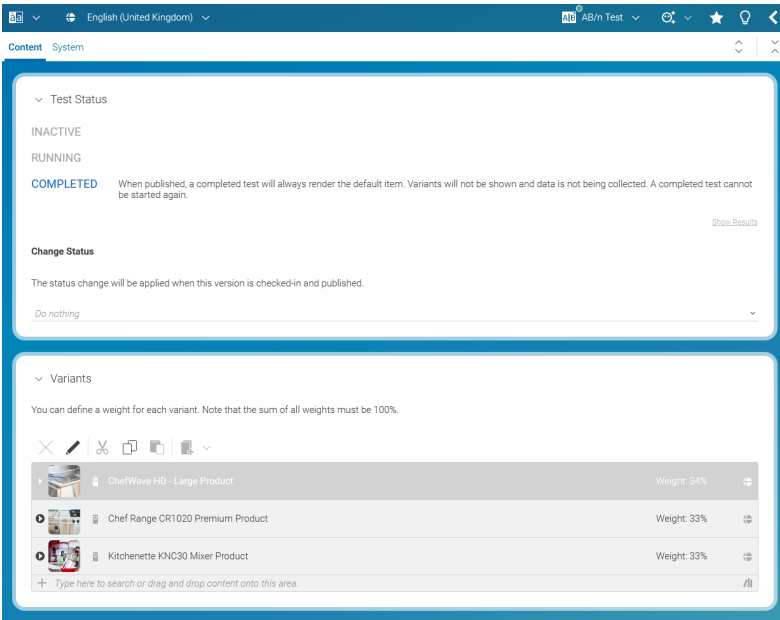 āa English (United Kingdom) A|B AB/n Test
Content System
Test Status
INACTIVE
RUNNING
COMPLETED When published, a completed test will always render the default item. Variants will not be shown and data is not being collected. A completed test cannot
be started again.
Show Results
Change Status
The status change will be applied when this version is checked-in and published.
Do nothing
Variants
You can define a weight for each variant. Note that the sum of all weights must be 100%.
ChefWave HD - Large Product Weight: 34%
Chef Range CR1020 Premium Product Weight: 33%
Kitchenette KNC30 Mixer Product Weight: 33%
Type here to search or drag and drop content onto this area.